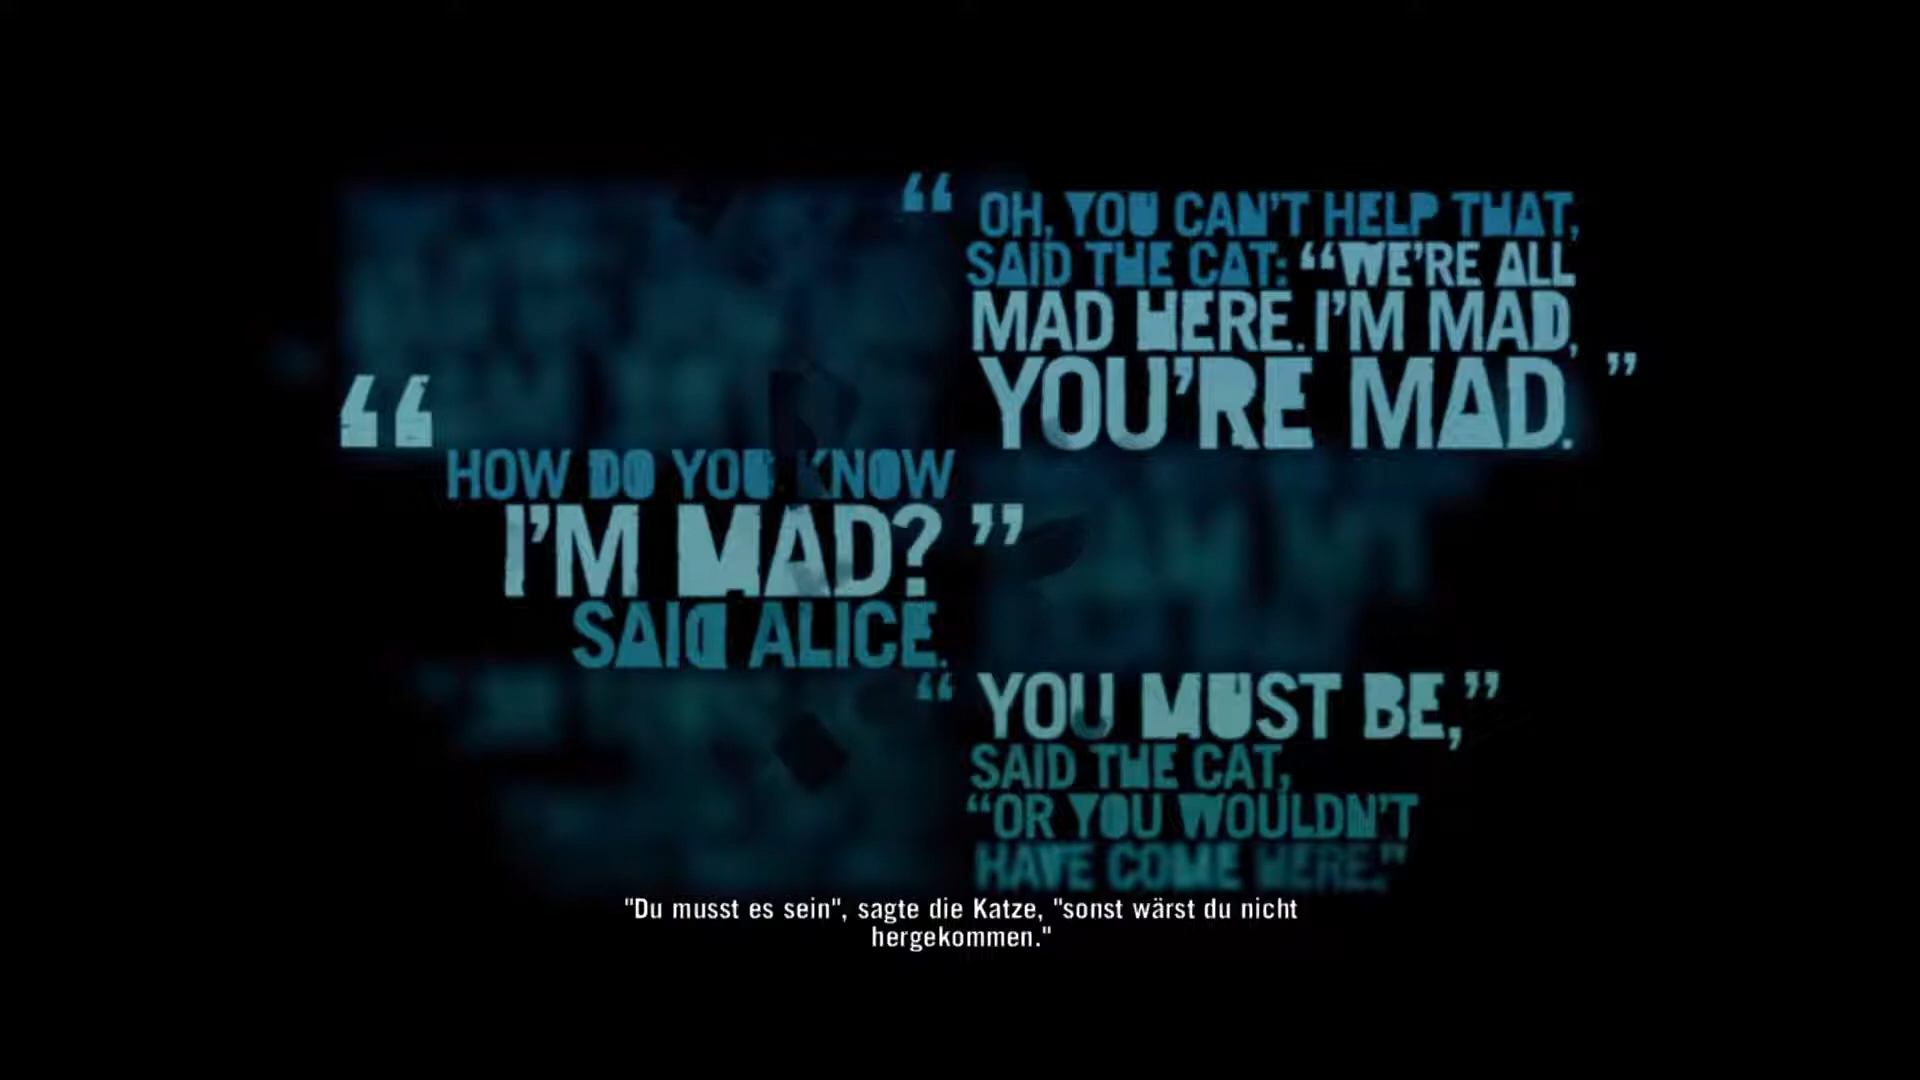 “ OH, YOU CAN'T HELP THAT,
SAID THE CAT: “WE'RE ALL
MAD HERE. I'M MAD,
YOU'RE MAD. ”
“ HOW DO YOU KNOW
I'M MAD? ”
SAID ALICE.
“ YOU MUST BE,”
SAID THE CAT,
“OR YOU WOULDN'T
HAVE COME HERE.”
"Du musst es sein", sagte die Katze, "sonst wärst du nicht
hergekommen."